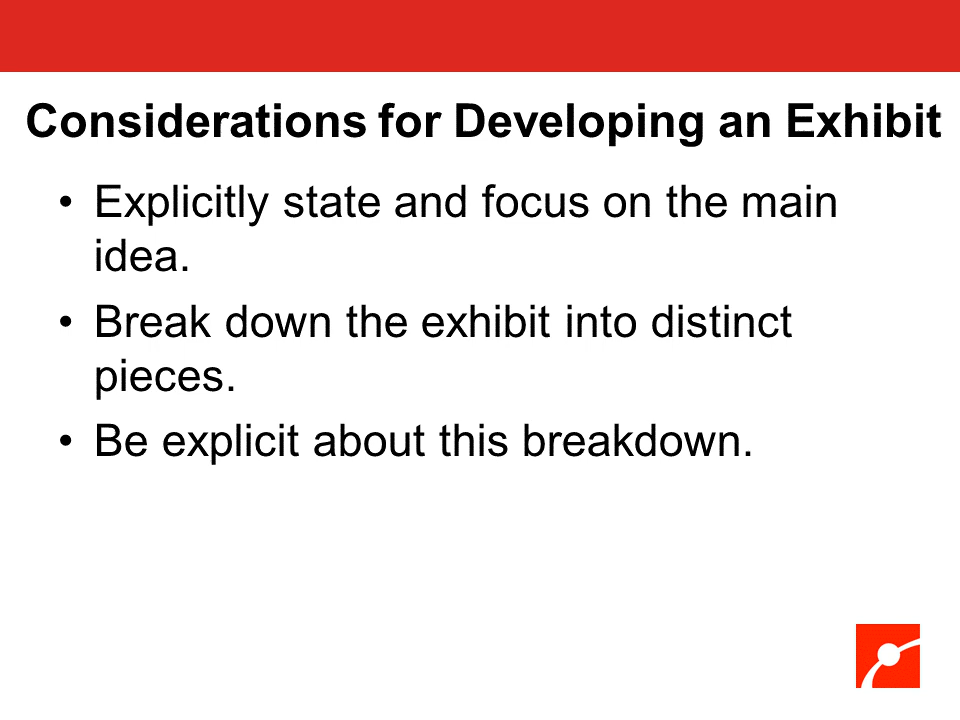 Considerations for Developing an Exhibit
• Explicitly state and focus on the main
idea.
• Break down the exhibit into distinct
pieces.
• Be explicit about this breakdown.